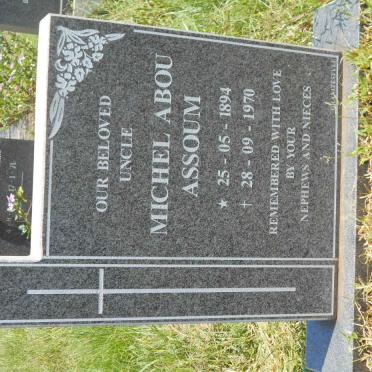 OUR BELOVED
UNCLE
MICHEL ABOU
ASSOUM
★ 25 - 05 - 1894
† 28 - 09 - 1970
REMEMBERED WITH LOVE
BY YOUR
NEPHEWS AND NIECES